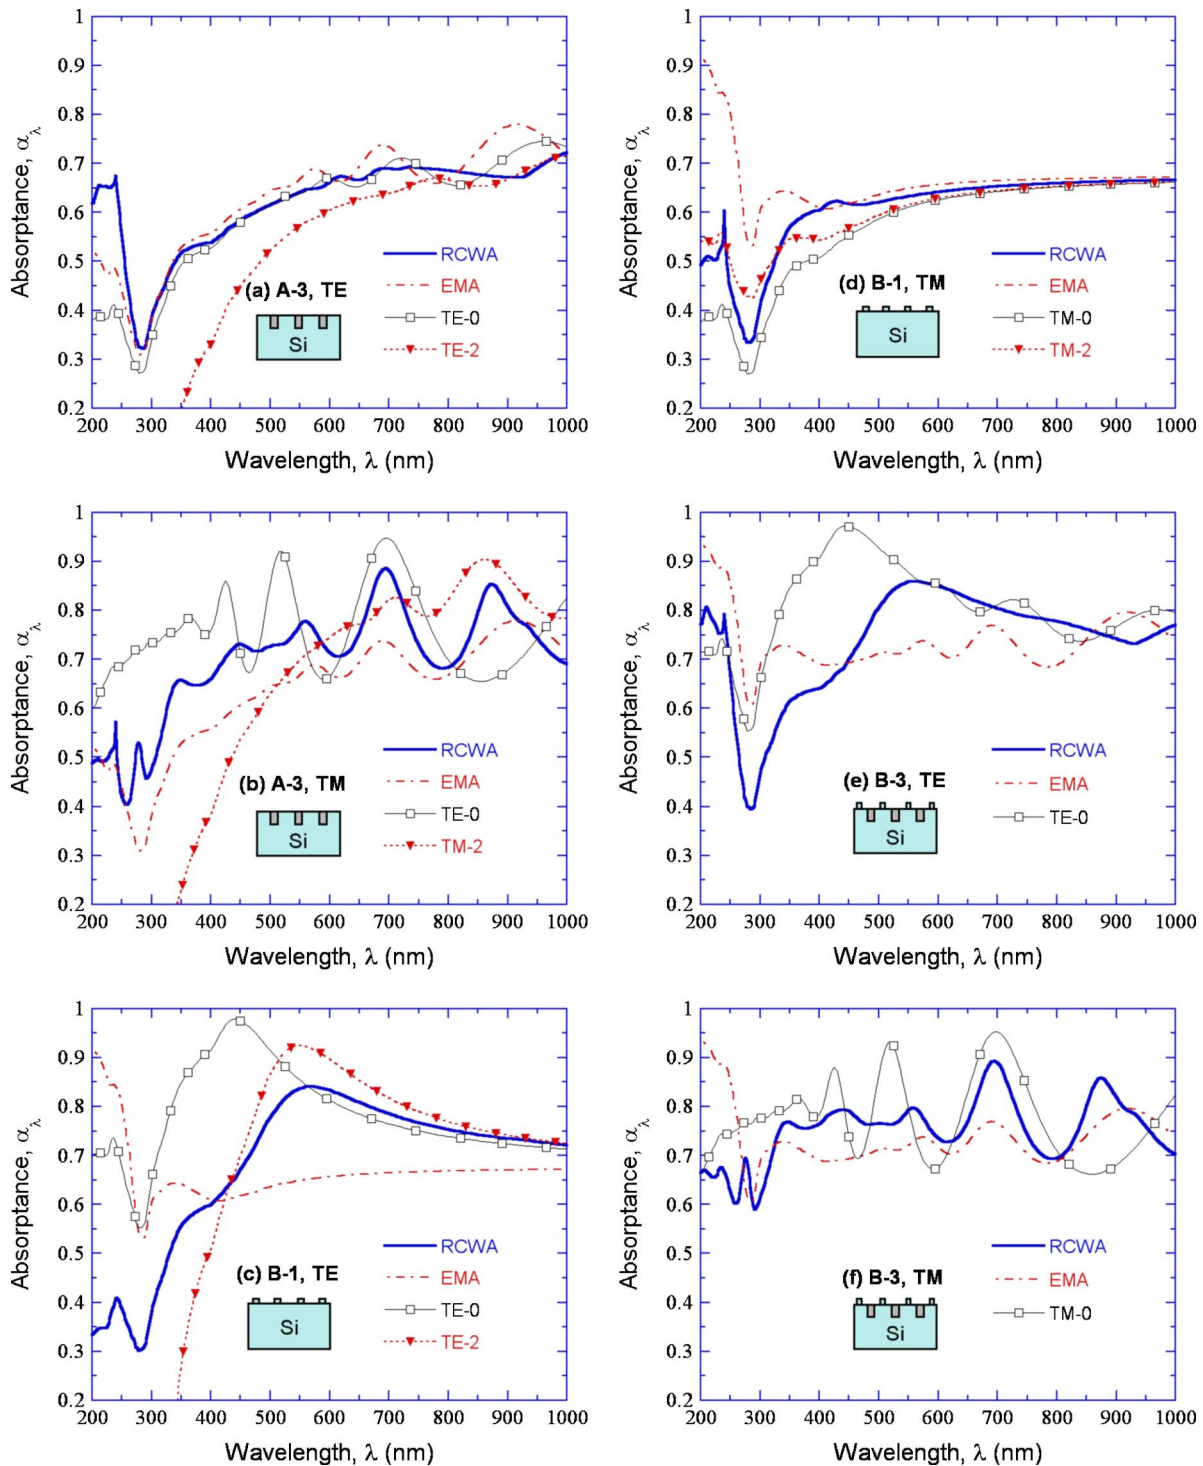 1
0.9
0.8
0.7
0.6
0.5
0.4
0.3
0.2
Absorptance, αλ
RCWA
EMA
TE-0
TE-2
(a) A-3, TE
Si
200 300 400 500 600 700 800 900 1000
Wavelength, λ (nm)
1
0.9
0.8
0.7
0.6
0.5
0.4
0.3
0.2
Absorptance, αλ
RCWA
EMA
TM-0
TM-2
(d) B-1, TM
Si
200 300 400 500 600 700 800 900 1000
Wavelength, λ (nm)
1
0.9
0.8
0.7
0.6
0.5
0.4
0.3
0.2
Absorptance, αλ
RCWA
EMA
TE-0
TM-2
(b) A-3, TM
Si
200 300 400 500 600 700 800 900 1000
Wavelength, λ (nm)
1
0.9
0.8
0.7
0.6
0.5
0.4
0.3
0.2
Absorptance, αλ
RCWA
EMA
TE-0
(e) B-3, TE
Si
200 300 400 500 600 700 800 900 1000
Wavelength, λ (nm)
1
0.9
0.8
0.7
0.6
0.5
0.4
0.3
0.2
Absorptance, αλ
RCWA
EMA
TE-0
TE-2
(c) B-1, TE
Si
200 300 400 500 600 700 800 900 1000
Wavelength, λ (nm)
1
0.9
0.8
0.7
0.6
0.5
0.4
0.3
0.2
Absorptance, αλ
RCWA
EMA
TM-0
(f) B-3, TM
Si
200 300 400 500 600 700 800 900 1000
Wavelength, λ (nm)